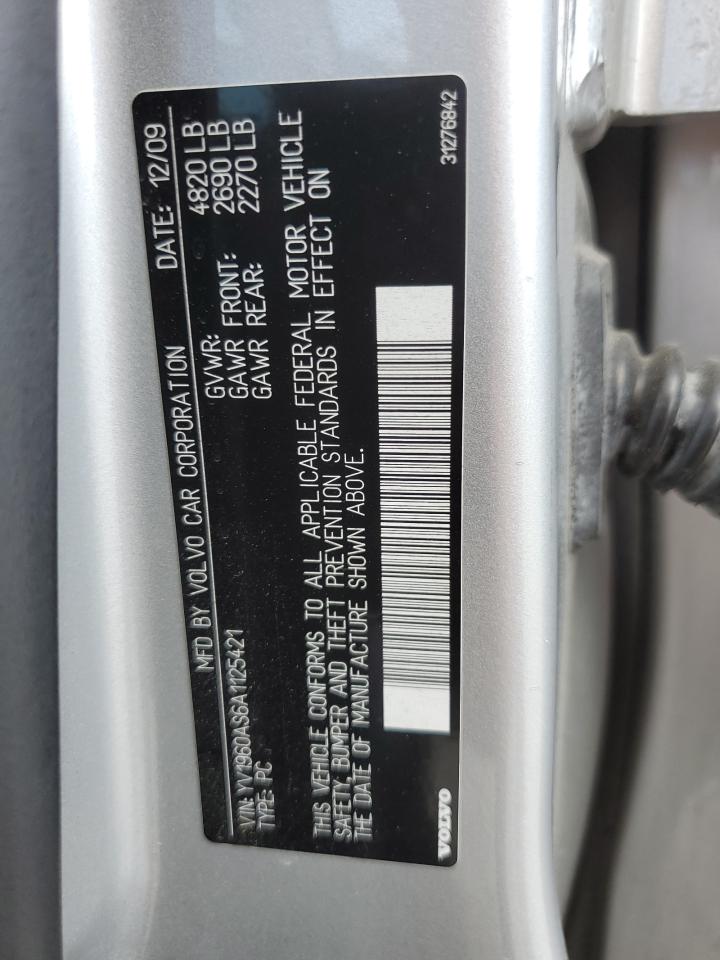 MFD BY VOLVO CAR CORPORATION DATE: 12/09
GVWR: 4820 LB
GAWR FRONT: 2690 LB
VIN: YV1960AS6A1125421 GAWR REAR: 2270 LB
TYPE: PC
THIS VEHICLE CONFORMS TO ALL APPLICABLE FEDERAL MOTOR VEHICLE
SAFETY, BUMPER AND THEFT PREVENTION STANDARDS IN EFFECT ON
THE DATE OF MANUFACTURE SHOWN ABOVE.
VOLVO 31276842